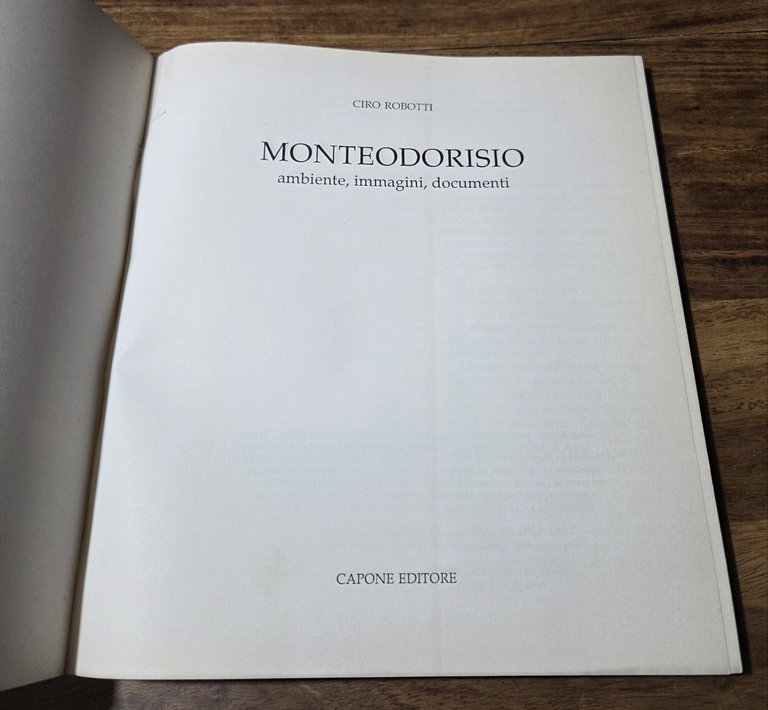 CIRO ROBOTTI
MONTEODORISIO
ambiente, immagini, documenti
CAPONE EDITORE